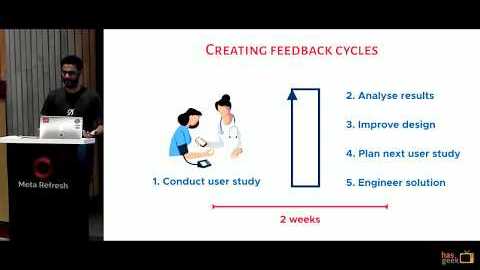 CREATING FEEDBACK CYCLES
1. Conduct user study
2. Analyse results
3. Improve design
4. Plan next user study
5. Engineer solution
2 weeks
Meta Refresh
has
geek